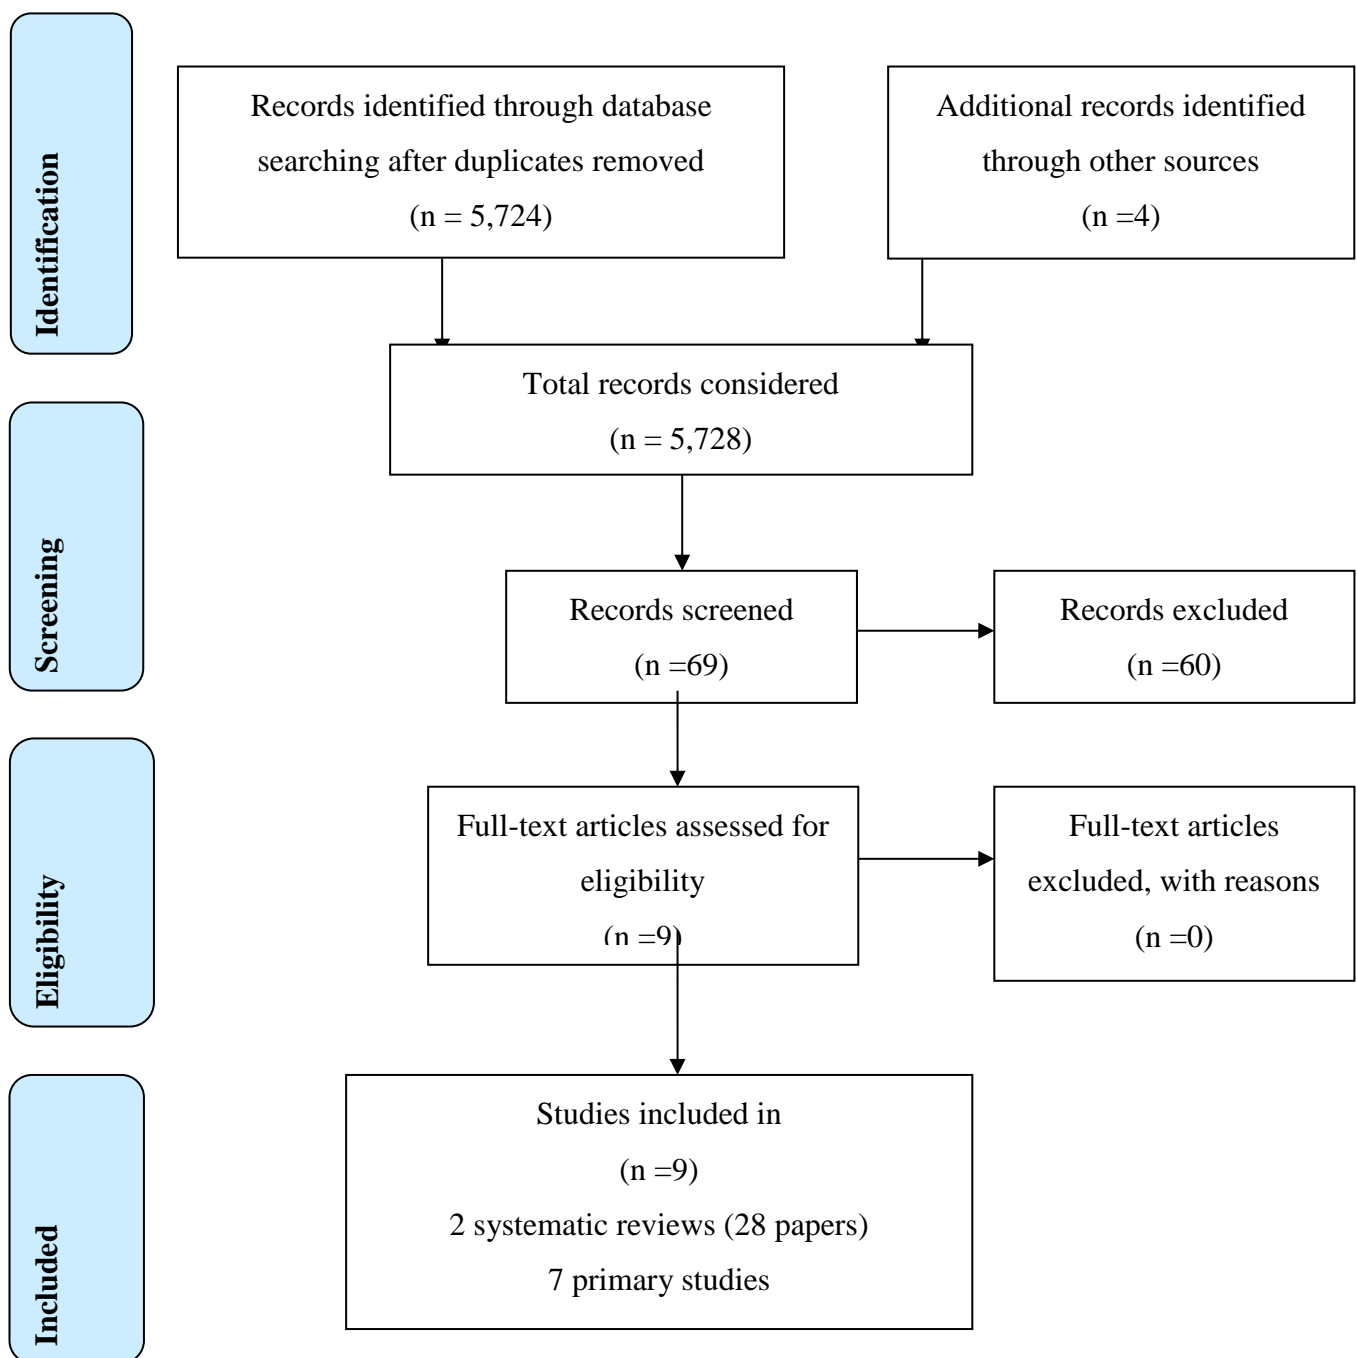 Identification
Records identified through database
searching after duplicates removed
(n = 5,724)
Additional records identified
through other sources
(n =4)
Total records considered
(n = 5,728)
Screening
Records screened
(n =69)
Records excluded
(n =60)
Eligibility
Full-text articles assessed for
eligibility
(n =9)
Full-text articles
excluded, with reasons
(n =0)
Included
Studies included in
(n =9)
2 systematic reviews (28 papers)
7 primary studies